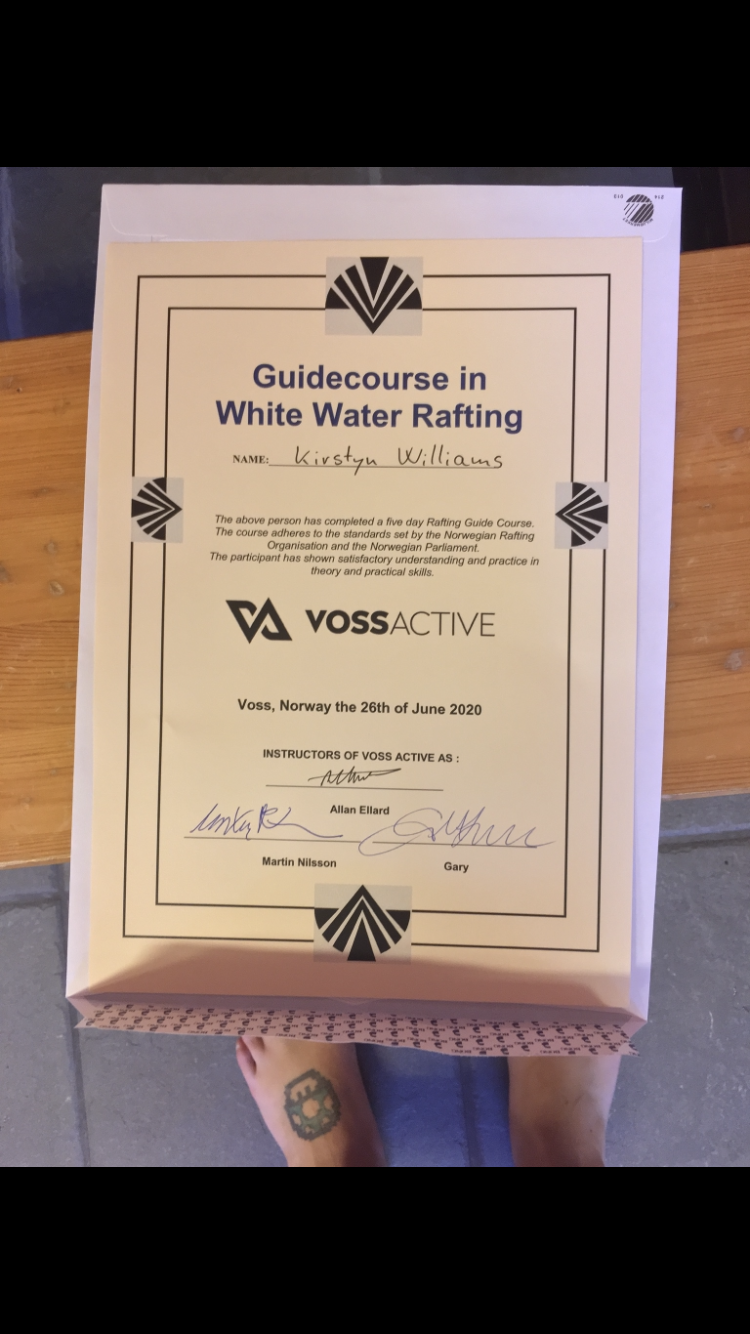 Guidecourse in
White Water Rafting
NAME: Kirstyn Williams
The above person has completed a five day Rafting Guide Course.
The course adheres to the standards set by the Norwegian Rafting
Organisation and the Norwegian Parliament.
The participant has shown satisfactory understanding and practice in
theory and practical skills.
VOSSACTIVE
Voss, Norway the 26th of June 2020
INSTRUCTORS OF VOSS ACTIVE AS :
Allan Ellard
Martin Nilsson Gary